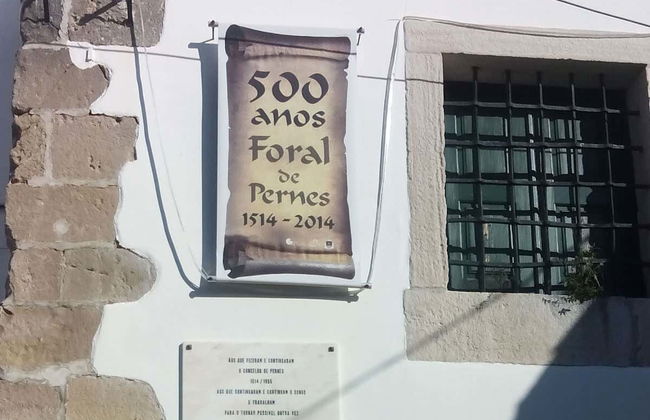 500
anos
Foral
de
Pernes
1514 - 2014
AOS QUE FIZERAM E CONTINUARAM
O CONCELHO DE PERNES
1514 / 1855
AOS QUE CONTINUARAM E CONTINUAM E SONHO
E TRABALHAM
PARA O TORNAR POSSIVEL OUTRA VEZ